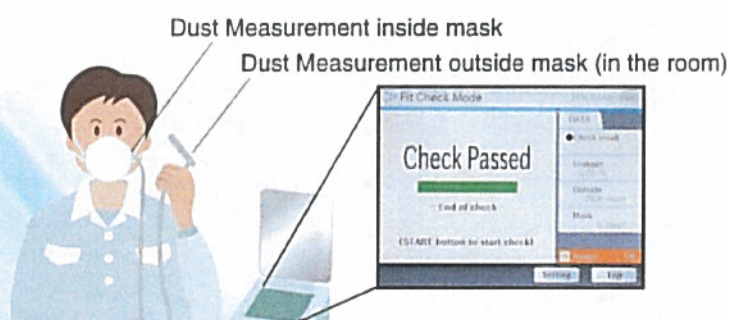 Dust Measurement inside mask
Dust Measurement outside mask (in the room)
Fit Check Mode
DATA
Check result
Check Passed
Leakage
End of check
Outside
Mask
(START button to start check)
Setting
Top